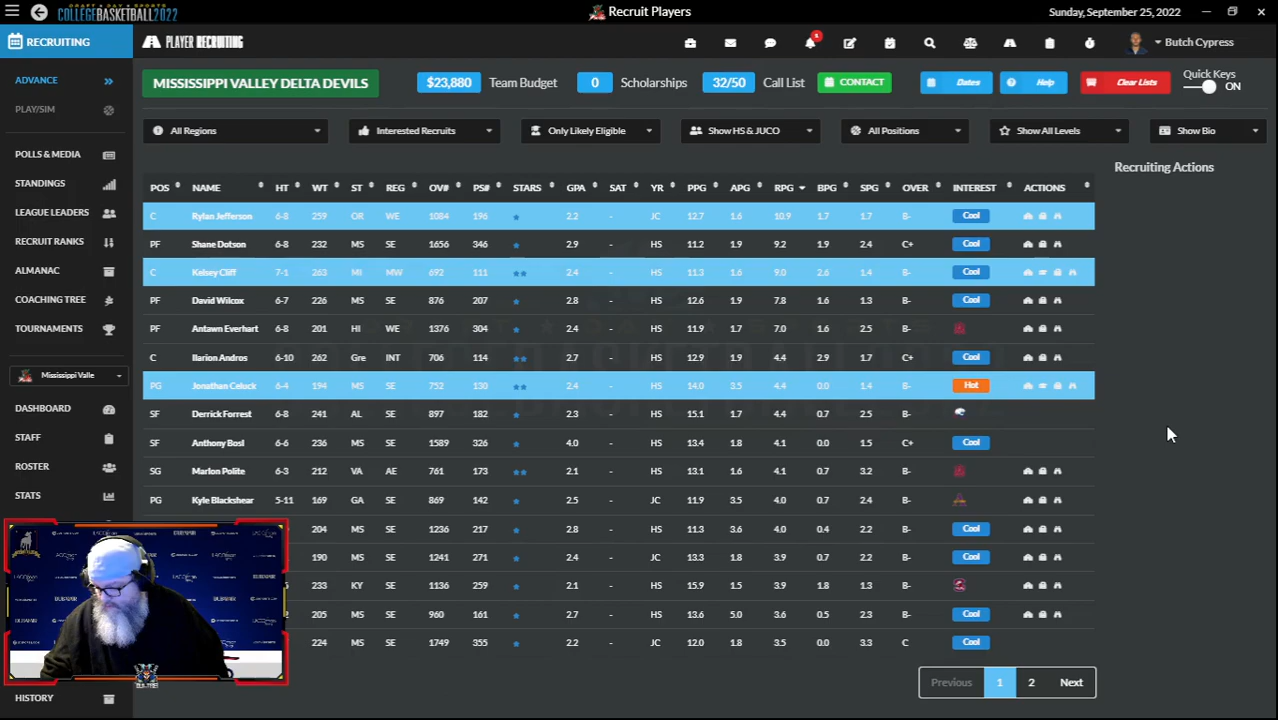 DRAFT DAY SPORTS
COLLEGE BASKETBALL 2022
Recruit Players
Sunday, September 25, 2022
RECRUITING
PLAYER RECRUITING
1
Butch Cypress
ADVANCE
PLAY/SIM
POLLS & MEDIA
STANDINGS
LEAGUE LEADERS
RECRUIT RANKS
ALMANAC
COACHING TREE
TOURNAMENTS
Mississippi Valle
DASHBOARD
STAFF
ROSTER
STATS
HISTORY
MISSISSIPPI VALLEY DELTA DEVILS
$23,880 Team Budget
0 Scholarships
32/50 Call List
CONTACT
Dates
Help
Clear Lists
Quick Keys
ON
All Regions
Interested Recruits
Only Likely Eligible
Show HS & JUCO
All Positions
Show All Levels
Show Bio
Recruiting Actions
POS NAME HT WT ST REG OV# PS# STARS GPA SAT YR PPG APG RPG BPG SPG OVER INTEREST ACTIONS
C Rylan Jefferson 6-8 259 OR WE 1084 196 2.2 - JC 12.7 1.6 10.9 1.7 1.7 B- Cool
PF Shane Dotson 6-8 232 MS SE 1656 346 2.9 - HS 11.2 1.9 9.2 1.9 2.4 C+ Cool
C Kelsey Cliff 7-1 263 MI MW 692 111 2.4 - HS 11.3 1.6 9.0 2.6 1.4 B- Cool
PF David Wilcox 6-7 226 MS SE 876 207 2.8 - HS 12.6 1.9 7.8 1.6 1.3 B- Cool
PF Antawn Everhart 6-8 201 HI WE 1376 304 2.4 - HS 11.9 1.7 7.0 1.6 2.5 B-
C Ilarion Andros 6-10 262 Gre INT 706 114 2.7 - HS 12.9 1.9 4.4 2.9 1.7 C+ Cool
PG Jonathan Celuck 6-4 194 MS SE 752 130 2.4 - HS 14.0 3.5 4.4 0.0 1.4 B- Hot
SF Derrick Forrest 6-8 241 AL SE 897 182 2.3 - HS 15.1 1.7 4.4 0.7 2.5 B-
SF Anthony Bosl 6-6 236 MS SE 1589 326 4.0 - HS 13.4 1.8 4.1 0.0 1.5 C+ Cool
SG Marlon Polite 6-3 212 VA AE 761 173 2.1 - HS 13.1 1.6 4.1 0.7 3.2 B-
PG Kyle Blackshear 5-11 169 GA SE 869 142 2.5 - JC 11.9 3.5 4.0 0.7 2.4 B-
204 MS SE 1236 217 2.8 - HS 11.3 3.6 4.0 0.4 2.2 B- Cool
190 MS SE 1241 271 2.4 - JC 13.3 1.8 3.9 0.7 2.2 B- Cool
233 KY SE 1136 259 2.1 - HS 15.9 1.5 3.9 1.8 1.3 B-
205 MS SE 960 161 2.7 - HS 13.6 5.0 3.6 0.5 2.3 B- Cool
224 MS SE 1749 355 2.2 - JC 12.0 1.8 3.5 0.0 3.3 C Cool
Previous 1 2 Next